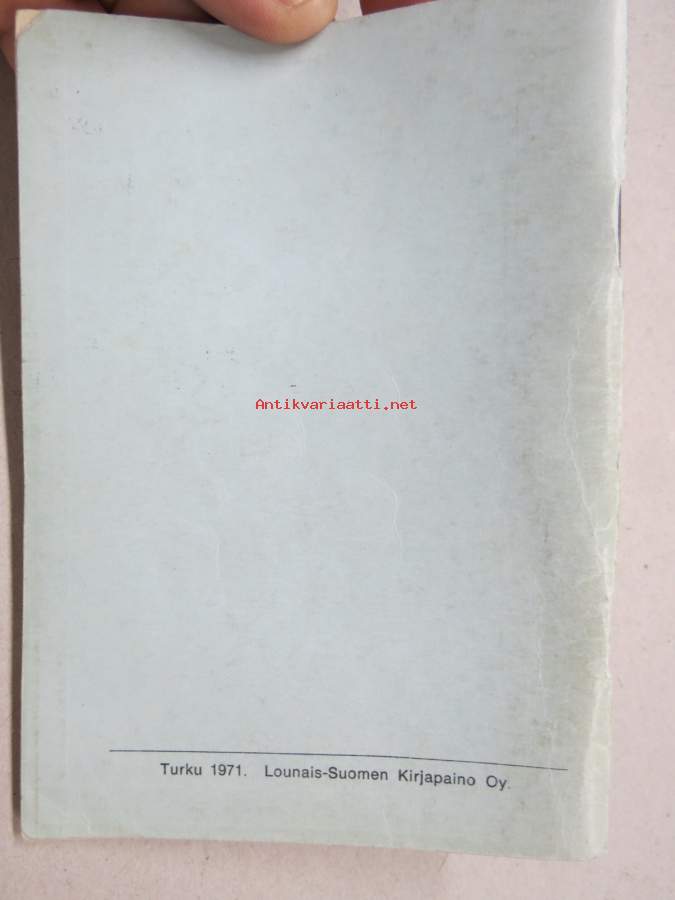 Antikvariaatti.net
Turku 1971. Lounais-Suomen Kirjapaino Oy.